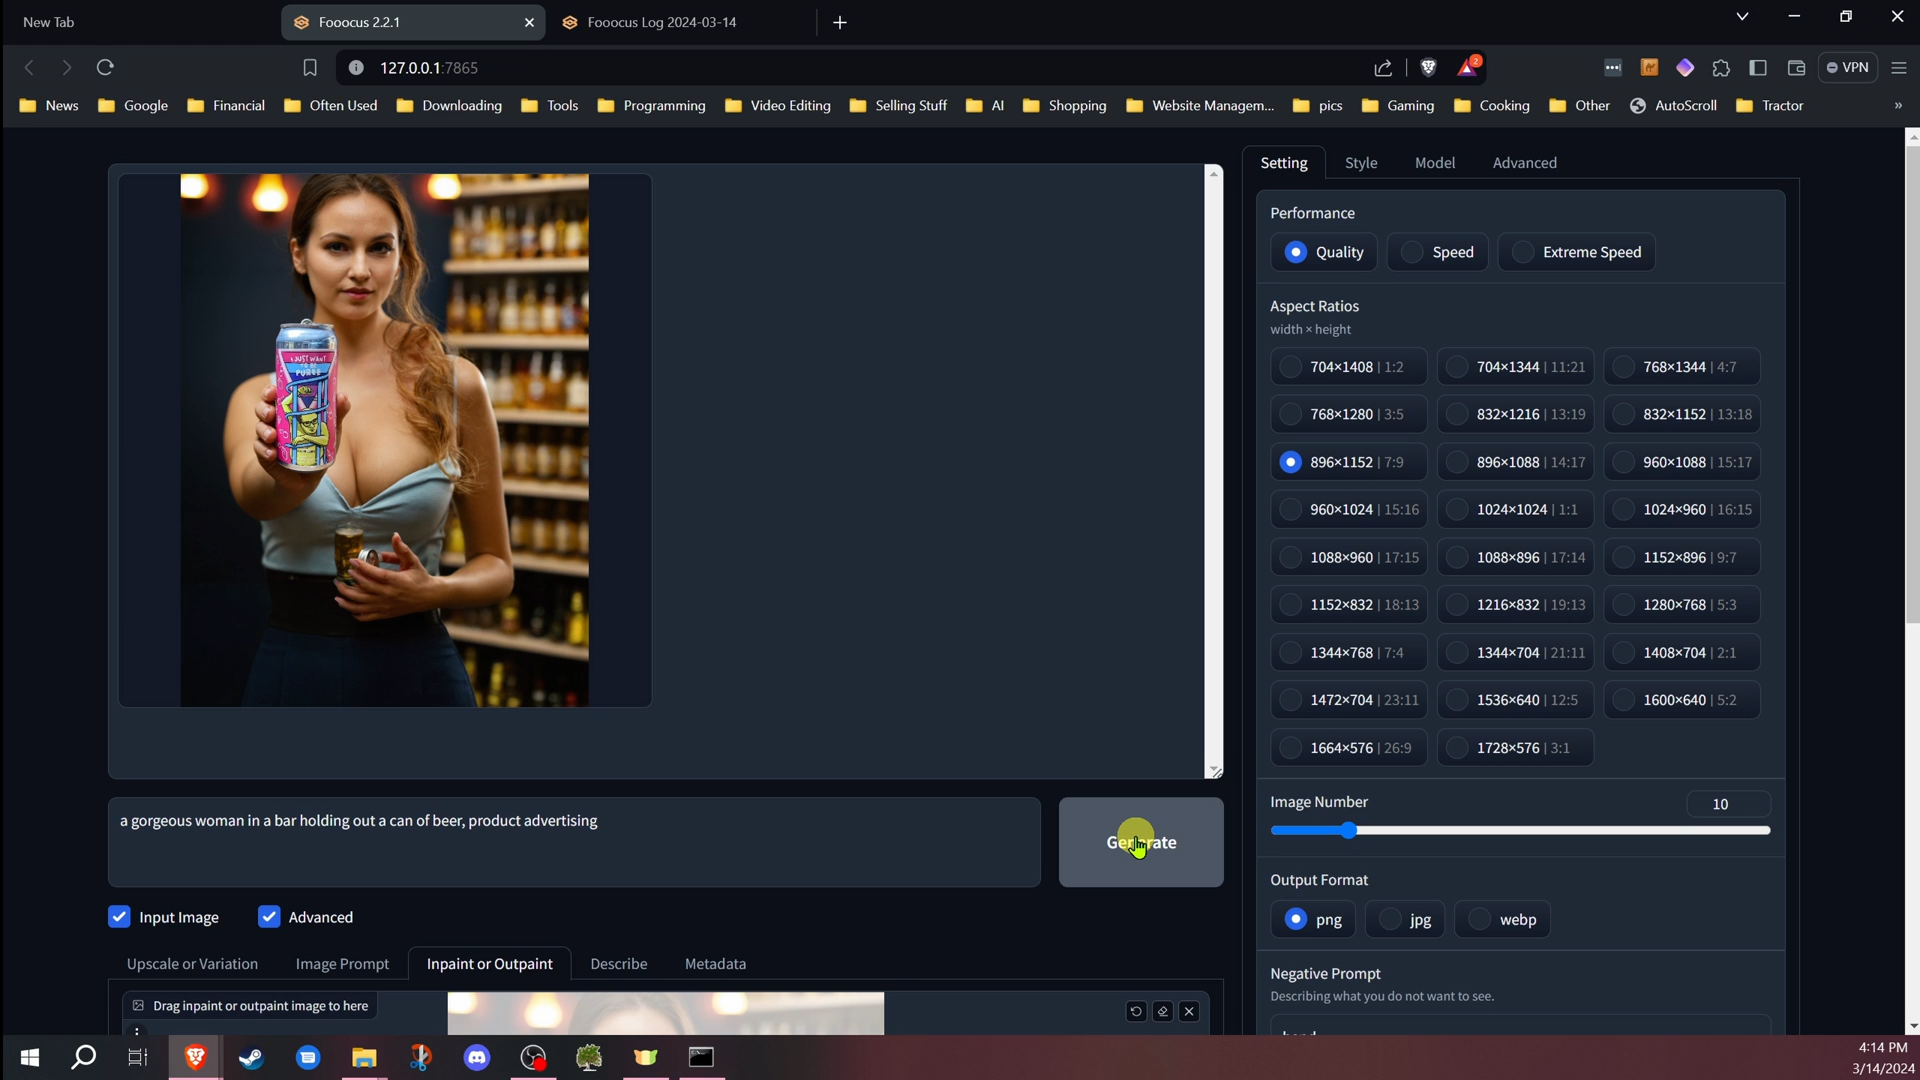 New Tab
Fooocus 2.2.1
Fooocus Log 2024-03-14
127.0.0.1:7865
2
VPN
News
Google
Financial
Often Used
Downloading
Tools
Programming
Video Editing
Selling Stuff
AI
Shopping
Website Managem...
pics
Gaming
Cooking
Other
AutoScroll
Tractor
»
I JUST WANT
TO BE
Setting
Style
Model
Advanced
Performance
Quality
Speed
Extreme Speed
Aspect Ratios
width × height
704×1408 | 1:2
704×1344 | 11:21
768×1344 | 4:7
768×1280 | 3:5
832×1216 | 13:19
832×1152 | 13:18
896×1152 | 7:9
896×1088 | 14:17
960×1088 | 15:17
960×1024 | 15:16
1024×1024 | 1:1
1024×960 | 16:15
1088×960 | 17:15
1088×896 | 17:14
1152×896 | 9:7
1152×832 | 18:13
1216×832 | 19:13
1280×768 | 5:3
1344×768 | 7:4
1344×704 | 21:11
1408×704 | 2:1
1472×704 | 23:11
1536×640 | 12:5
1600×640 | 5:2
1664×576 | 26:9
1728×576 | 3:1
Image Number
10
Output Format
png
jpg
webp
Negative Prompt
Describing what you do not want to see.
a gorgeous woman in a bar holding out a can of beer, product advertising
Generate
Input Image
Advanced
Upscale or Variation
Image Prompt
Inpaint or Outpaint
Describe
Metadata
Drag inpaint or outpaint image to here
4:14 PM
3/14/2024